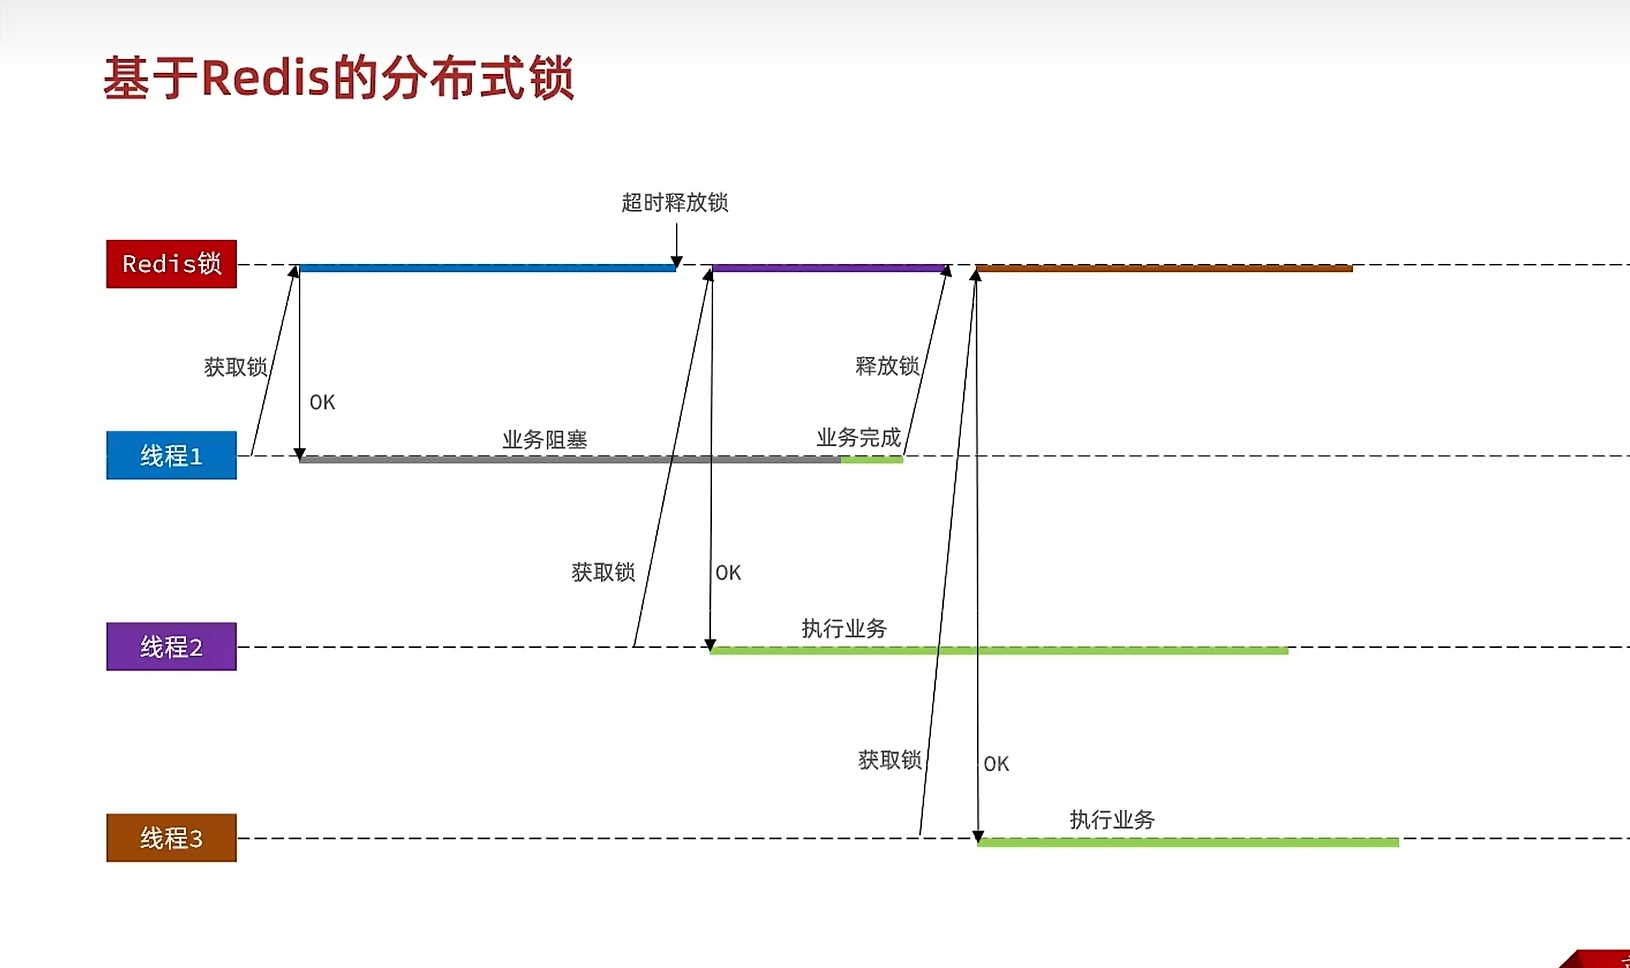 基于Redis的分布式锁
超时释放锁
Redis锁
获取锁
释放锁
OK
业务阻塞
业务完成
线程1
获取锁
OK
执行业务
线程2
获取锁
OK
执行业务
线程3